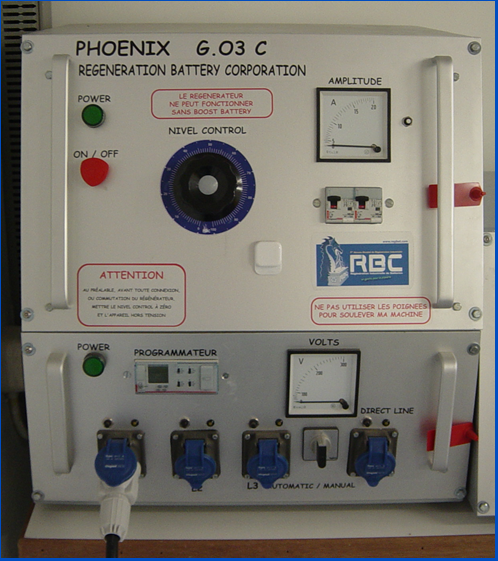 PHOENIX G.03 C
REGENERATION BATTERY CORPORATION
POWER
LE REGENERATEUR
NE PEUT FONCTIONNER
SANS BOOST BATTERY
AMPLITUDE
A
NIVEL CONTROL
ON / OFF
RBC
ATTENTION
AU PRÉALABLE, AVANT TOUTE CONNEXION,
OU COMMUTATION DU RÉGÉNÉRATEUR
METTRE LE NIVEL CONTROL À ZÉRO
ET L'APPAREIL HORS TENSION
NE PAS UTILISER LES POIGNEES
POUR SOULEVER MA MACHINE
POWER
PROGRAMMATEUR
VOLTS
V
DIRECT LINE
L2
L3 AUTOMATIC / MANUAL